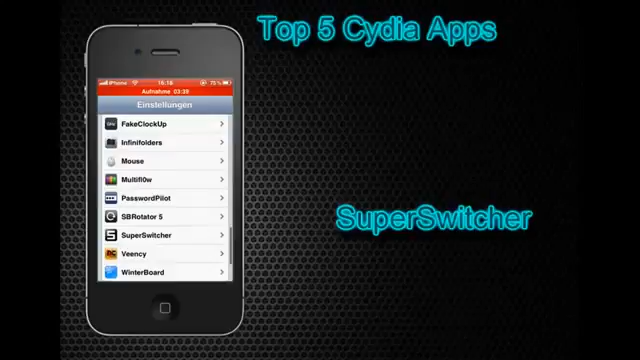 Top 5 Cydia Apps
iPhone 16:16 75 %
Aufnahme 03:39
Einstellungen
FakeClockUp
Infinifolders
Mouse
Multifl0w
PasswordPilot
SBRotator 5
SuperSwitcher
Veency
WinterBoard
SuperSwitcher